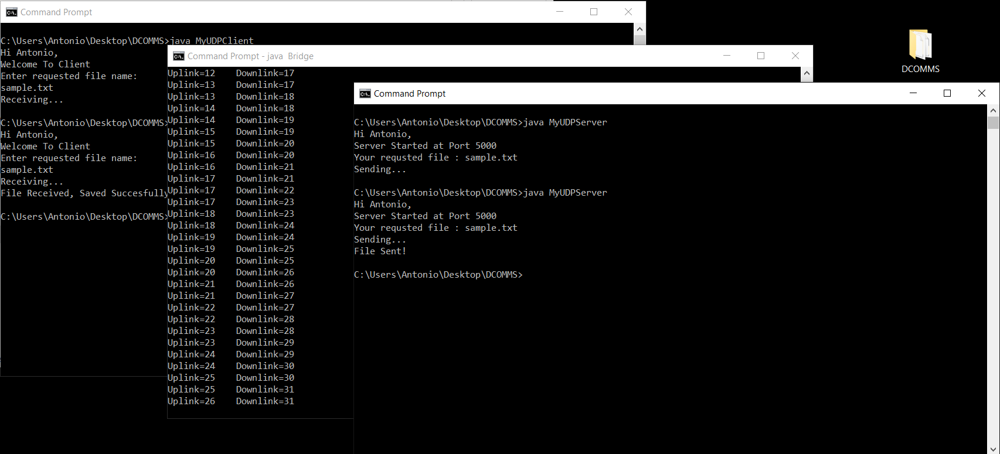 Command Prompt
C:\Users\Antonio\Desktop\DCOMMS>java MyUDPClient
Hi Antonio,
Welcome To Client
Enter requested file name:
sample.txt
Receiving...
C:\Users\Antonio\Desktop\DCOMMS>
Hi Antonio,
Welcome To Client
Enter requested file name:
sample.txt
Receiving...
File Received, Saved Succesfully
C:\Users\Antonio\Desktop\DCOMMS>
Command Prompt - java Bridge
Uplink=12 Downlink=17
Uplink=13 Downlink=17
Uplink=13 Downlink=18
Uplink=14 Downlink=18
Uplink=14 Downlink=19
Uplink=15 Downlink=19
Uplink=15 Downlink=20
Uplink=16 Downlink=20
Uplink=16 Downlink=21
Uplink=17 Downlink=21
Uplink=17 Downlink=22
Uplink=17 Downlink=23
Uplink=18 Downlink=23
Uplink=18 Downlink=24
Uplink=19 Downlink=24
Uplink=19 Downlink=25
Uplink=20 Downlink=25
Uplink=20 Downlink=26
Uplink=21 Downlink=26
Uplink=21 Downlink=27
Uplink=22 Downlink=27
Uplink=22 Downlink=28
Uplink=23 Downlink=28
Uplink=23 Downlink=29
Uplink=24 Downlink=29
Uplink=24 Downlink=30
Uplink=25 Downlink=30
Uplink=25 Downlink=31
Uplink=26 Downlink=31
Command Prompt
C:\Users\Antonio\Desktop\DCOMMS>java MyUDPServer
Hi Antonio,
Server Started at Port 5000
Your requsted file : sample.txt
Sending...
C:\Users\Antonio\Desktop\DCOMMS>java MyUDPServer
Hi Antonio,
Server Started at Port 5000
Your requsted file : sample.txt
Sending...
File Sent!
C:\Users\Antonio\Desktop\DCOMMS>
DCOMMS